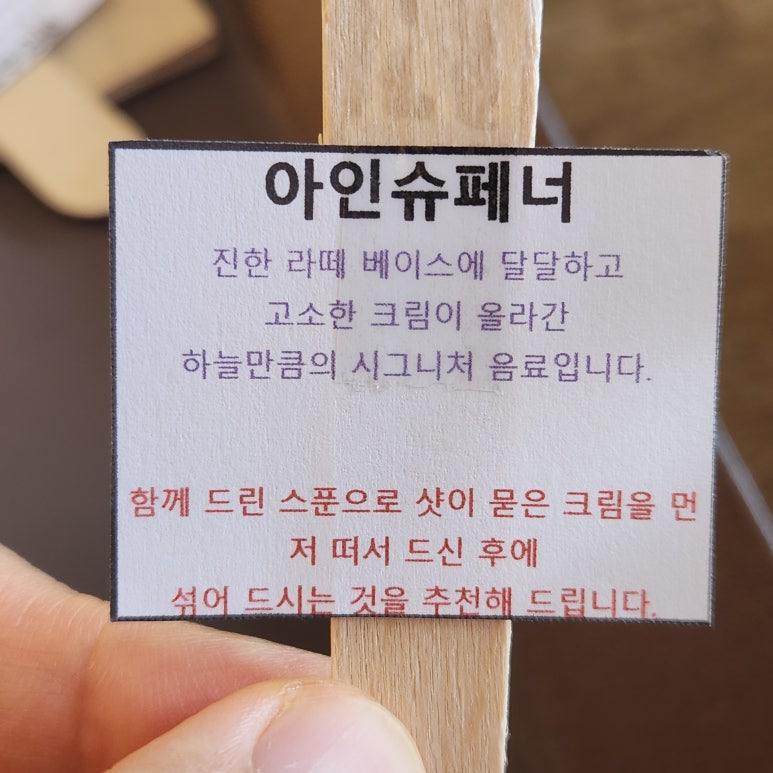 아인슈페너
진한 라떼 베이스에 달달하고
고소한 크림이 올라간
하늘만큼의 시그니처 음료입니다.
함께 드린 스푼으로 샷이 묻은 크림을 먼
저 떠서 드신 후에
섞어 드시는 것을 추천해 드립니다.